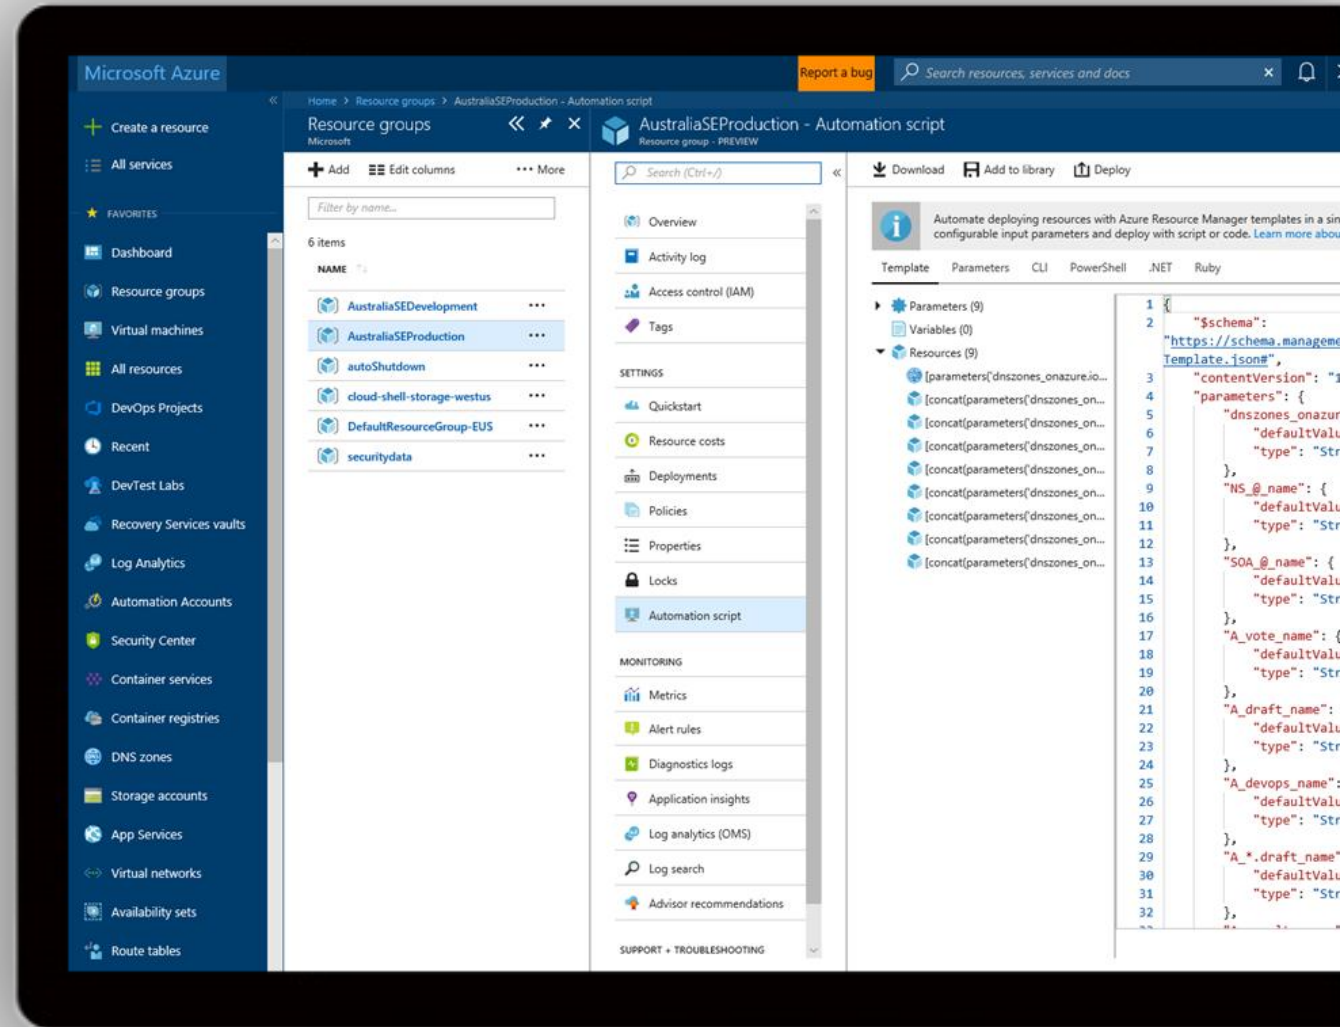 Microsoft Azure
Report a bug
Search resources, services and docs
Create a resource
All services
FAVORITES
Dashboard
Resource groups
Virtual machines
All resources
DevOps Projects
Recent
DevTest Labs
Recovery Services vaults
Log Analytics
Automation Accounts
Security Center
Container services
Container registries
DNS zones
Storage accounts
App Services
Virtual networks
Availability sets
Route tables
Home > Resource groups > AustraliaSEProduction - Automation script
Resource groups
Microsoft
Add Edit columns ••• More
Filter by name...
6 items
NAME
AustraliaSEDevelopment •••
AustraliaSEProduction •••
autoShutdown •••
cloud-shell-storage-westus •••
DefaultResourceGroup-EUS •••
securitydata •••
AustraliaSEProduction - Automation script
Resource group - PREVIEW
Search (Ctrl+/)
Overview
Activity log
Access control (IAM)
Tags
SETTINGS
Quickstart
Resource costs
Deployments
Policies
Properties
Locks
Automation script
MONITORING
Metrics
Alert rules
Diagnostics logs
Application insights
Log analytics (OMS)
Log search
Advisor recommendations
SUPPORT + TROUBLESHOOTING
Download Add to library Deploy
Automate deploying resources with Azure Resource Manager templates in a sin
configurable input parameters and deploy with script or code. Learn more abou
Template Parameters CLI PowerShell .NET Ruby
Parameters (9)
Variables (0)
Resources (9)
[parameters('dnszones_onazure.io...
[concat(parameters('dnszones_on...
[concat(parameters('dnszones_on...
[concat(parameters('dnszones_on...
[concat(parameters('dnszones_on...
[concat(parameters('dnszones_on...
[concat(parameters('dnszones_on...
[concat(parameters('dnszones_on...
[concat(parameters('dnszones_on...
1 {
2 "$schema":
"https://schema.manageme
Template.json#",
3 "contentVersion": "1
4 "parameters": {
5 "dnszones_onazur
6 "defaultValu
7 "type": "Str
8 },
9 "NS_@_name": {
10 "defaultValu
11 "type": "Str
12 },
13 "SOA_@_name": {
14 "defaultValu
15 "type": "Str
16 },
17 "A_vote_name": {
18 "defaultValu
19 "type": "Str
20 },
21 "A_draft_name":
22 "defaultValu
23 "type": "Str
24 },
25 "A_devops_name":
26 "defaultValu
27 "type": "Str
28 },
29 "A_*.draft_name"
30 "defaultValu
31 "type": "Str
32 },